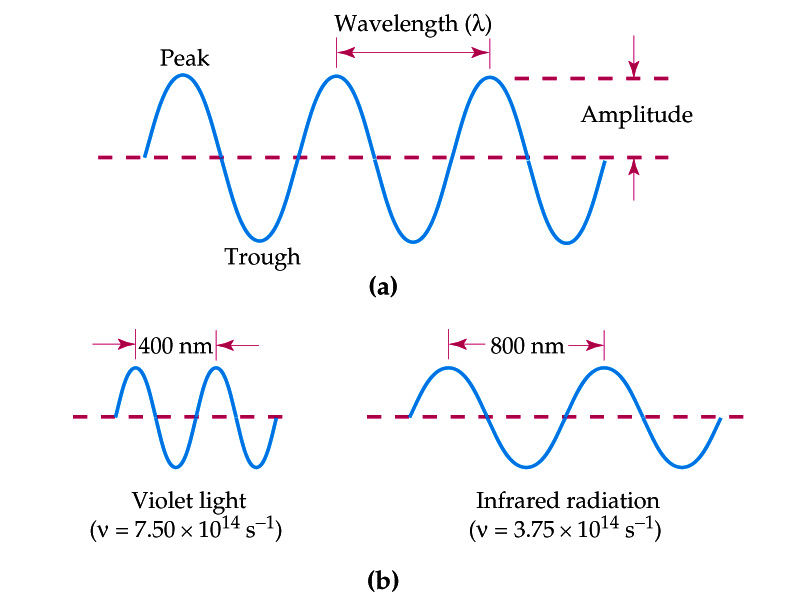 Wavelength (λ)
Peak
Amplitude
Trough
(a)
400 nm
800 nm
Violet light
(ν = 7.50 × 10¹⁴ s⁻¹)
Infrared radiation
(ν = 3.75 × 10¹⁴ s⁻¹)
(b)